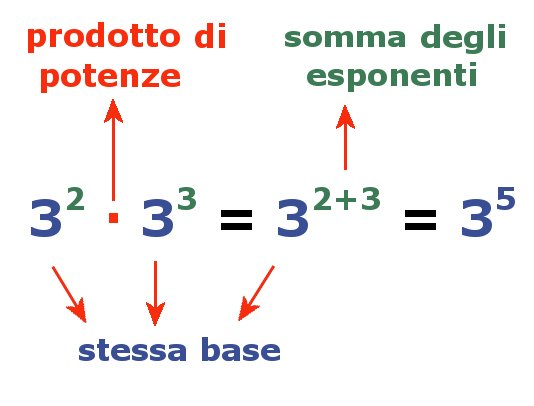 prodotto di
potenze
somma degli
esponenti
3² · 3³ = 3²⁺³ = 3⁵
stessa base